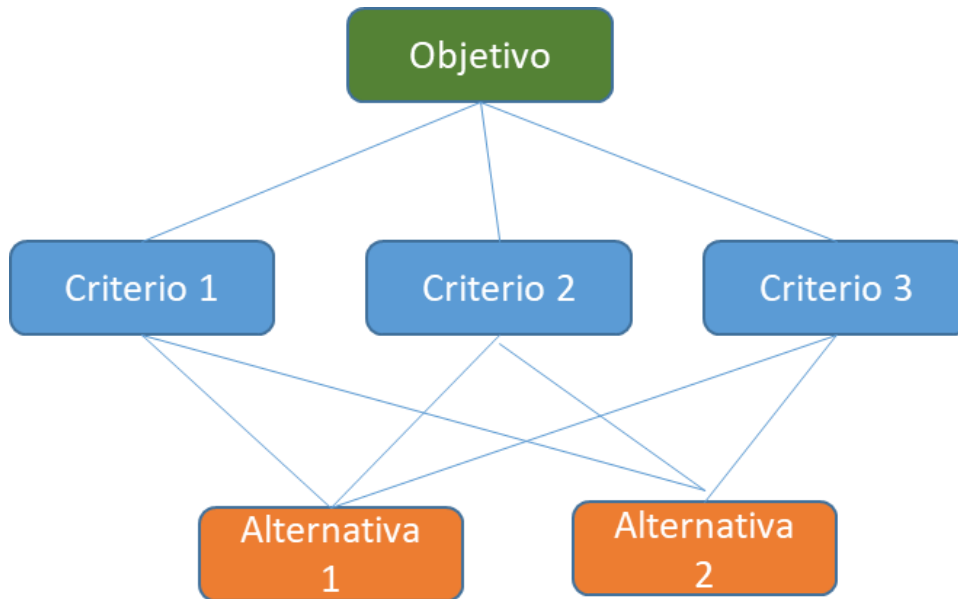 Objetivo
Criterio 1
Criterio 2
Criterio 3
Alternativa
1
Alternativa
2